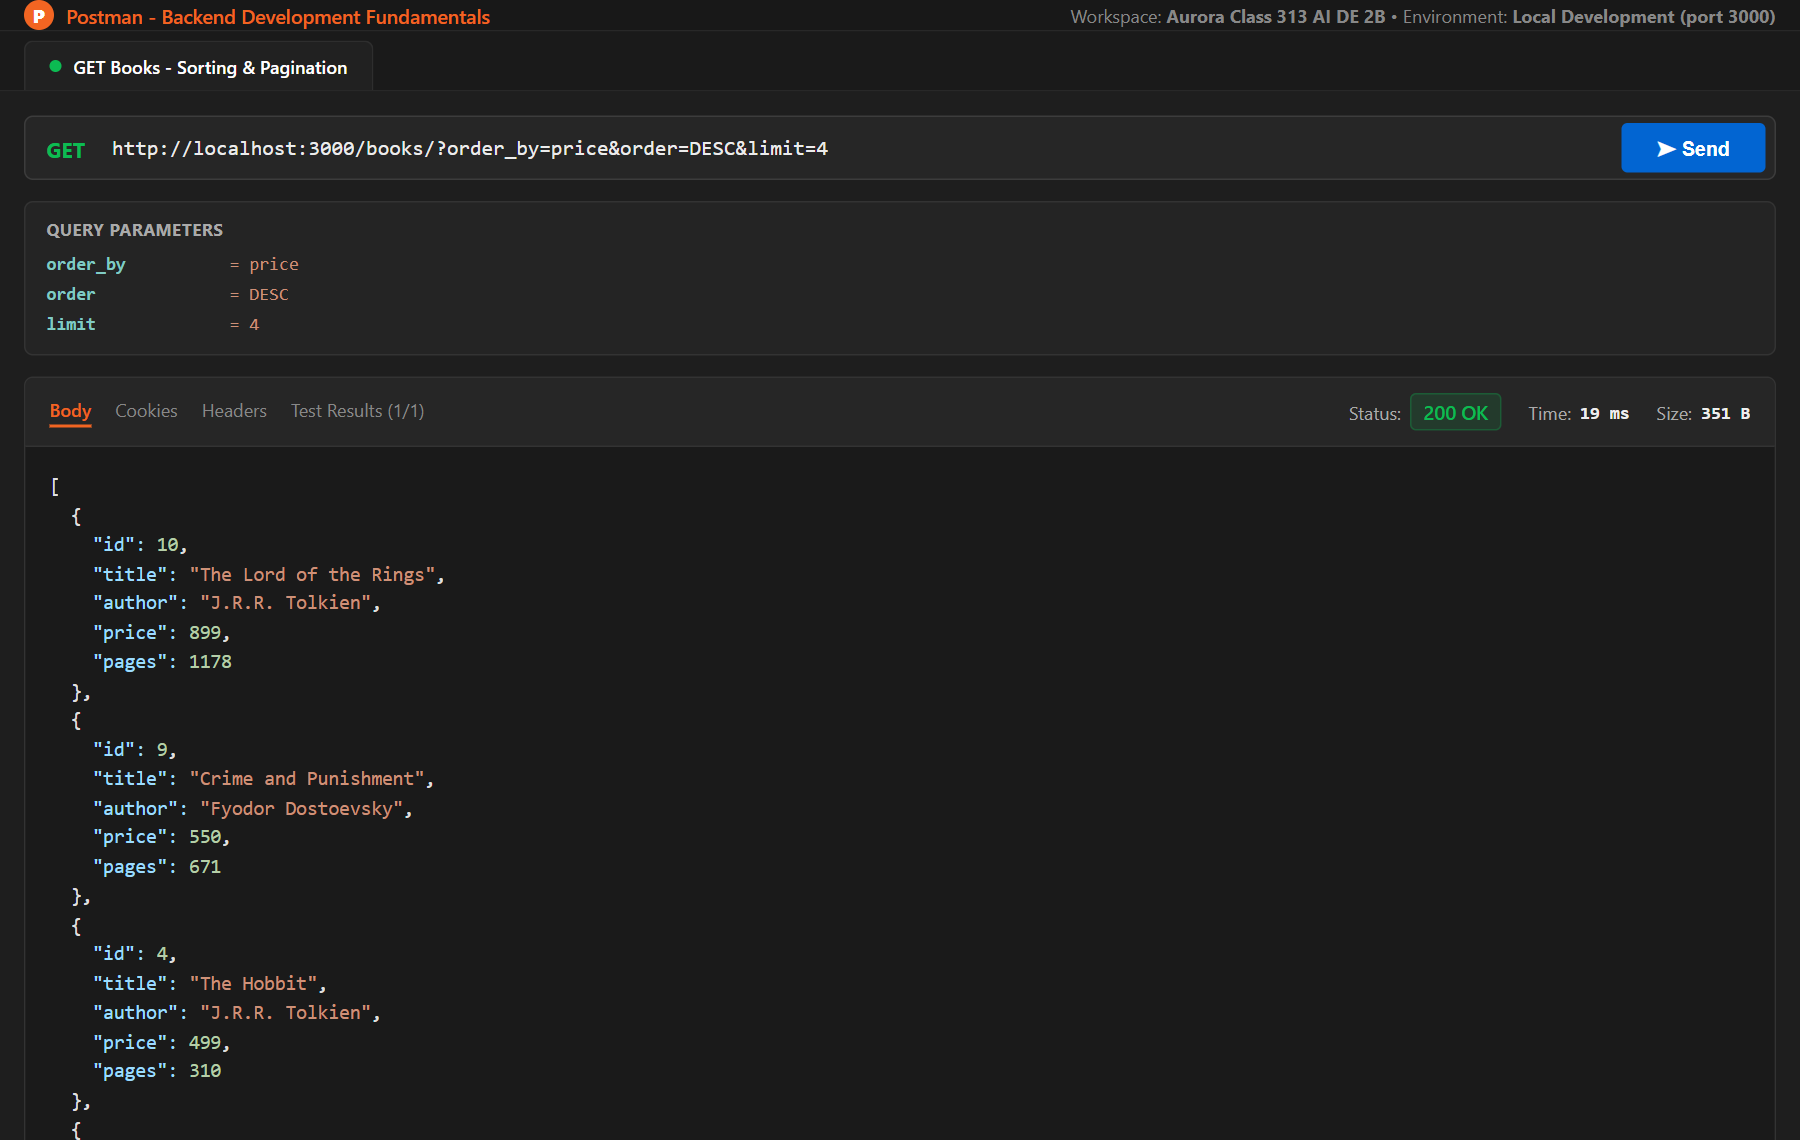 P Postman - Backend Development Fundamentals
Workspace: Aurora Class 313 AI DE 2B • Environment: Local Development (port 3000)
GET Books - Sorting & Pagination
GET http://localhost:3000/books/?order_by=price&order=DESC&limit=4
➤ Send
QUERY PARAMETERS
order_by = price
order = DESC
limit = 4
Body Cookies Headers Test Results (1/1)
Status: 200 OK Time: 19 ms Size: 351 B
[
  {
    "id": 10,
    "title": "The Lord of the Rings",
    "author": "J.R.R. Tolkien",
    "price": 899,
    "pages": 1178
  },
  {
    "id": 9,
    "title": "Crime and Punishment",
    "author": "Fyodor Dostoevsky",
    "price": 550,
    "pages": 671
  },
  {
    "id": 4,
    "title": "The Hobbit",
    "author": "J.R.R. Tolkien",
    "price": 499,
    "pages": 310
  },
  {